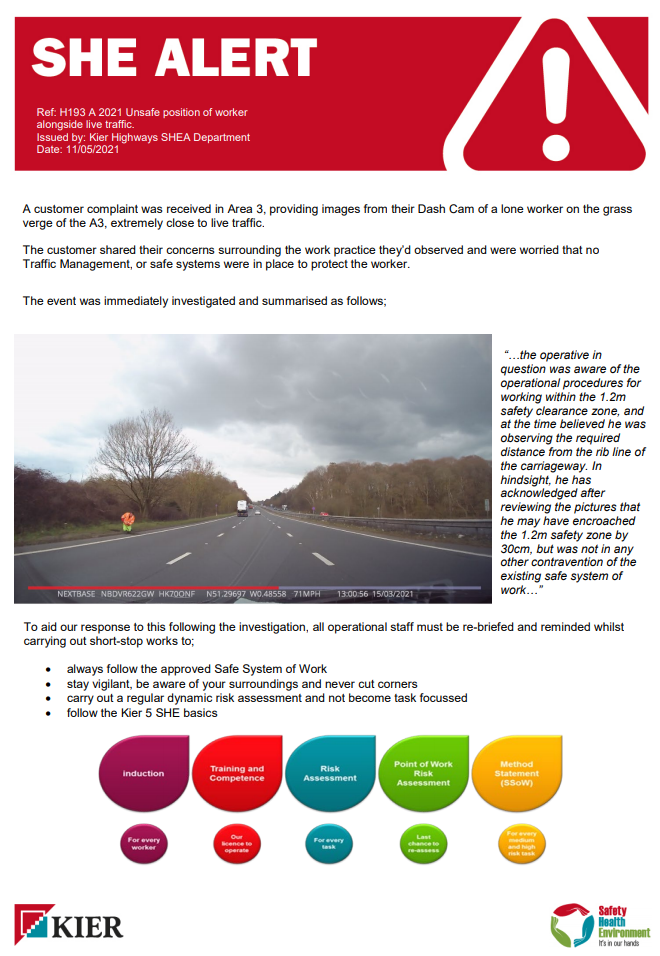 SHE ALERT
Ref: H193 A 2021 Unsafe position of worker
alongside live traffic.
Issued by: Kier Highways SHEA Department
Date: 11/05/2021
A customer complaint was received in Area 3, providing images from their Dash Cam of a lone worker on the grass
verge of the A3, extremely close to live traffic.
The customer shared their concerns surrounding the work practice they'd observed and were worried that no
Traffic Management, or safe systems were in place to protect the worker.
The event was immediately investigated and summarised as follows;
“…the operative in
question was aware of the
operational procedures for
working within the 1.2m
safety clearance zone, and
at the time believed he was
observing the required
distance from the rib line of
the carriageway. In
hindsight, he has
acknowledged after
reviewing the pictures that
he may have encroached
the 1.2m safety zone by
30cm, but was not in any
other contravention of the
existing safe system of
work…”
NEXTBASE NBDVR622GW HK70ONF N51.29697 W0.48558 71MPH 13:00:56 15/03/2021
To aid our response to this following the investigation, all operational staff must be re-briefed and reminded whilst
carrying out short-stop works to;
• always follow the approved Safe System of Work
• stay vigilant, be aware of your surroundings and never cut corners
• carry out a regular dynamic risk assessment and not become task focussed
• follow the Kier 5 SHE basics
Induction
Training and
Competence
Risk
Assessment
Point of Work
Risk
Assessment
Method
Statement
(SSoW)
For every
worker
Our
licence to
operate
For every
task
Last
chance to
re-assess
For every
medium
and high
risk task
KIER
Safety
Health
Environment
It's in our hands